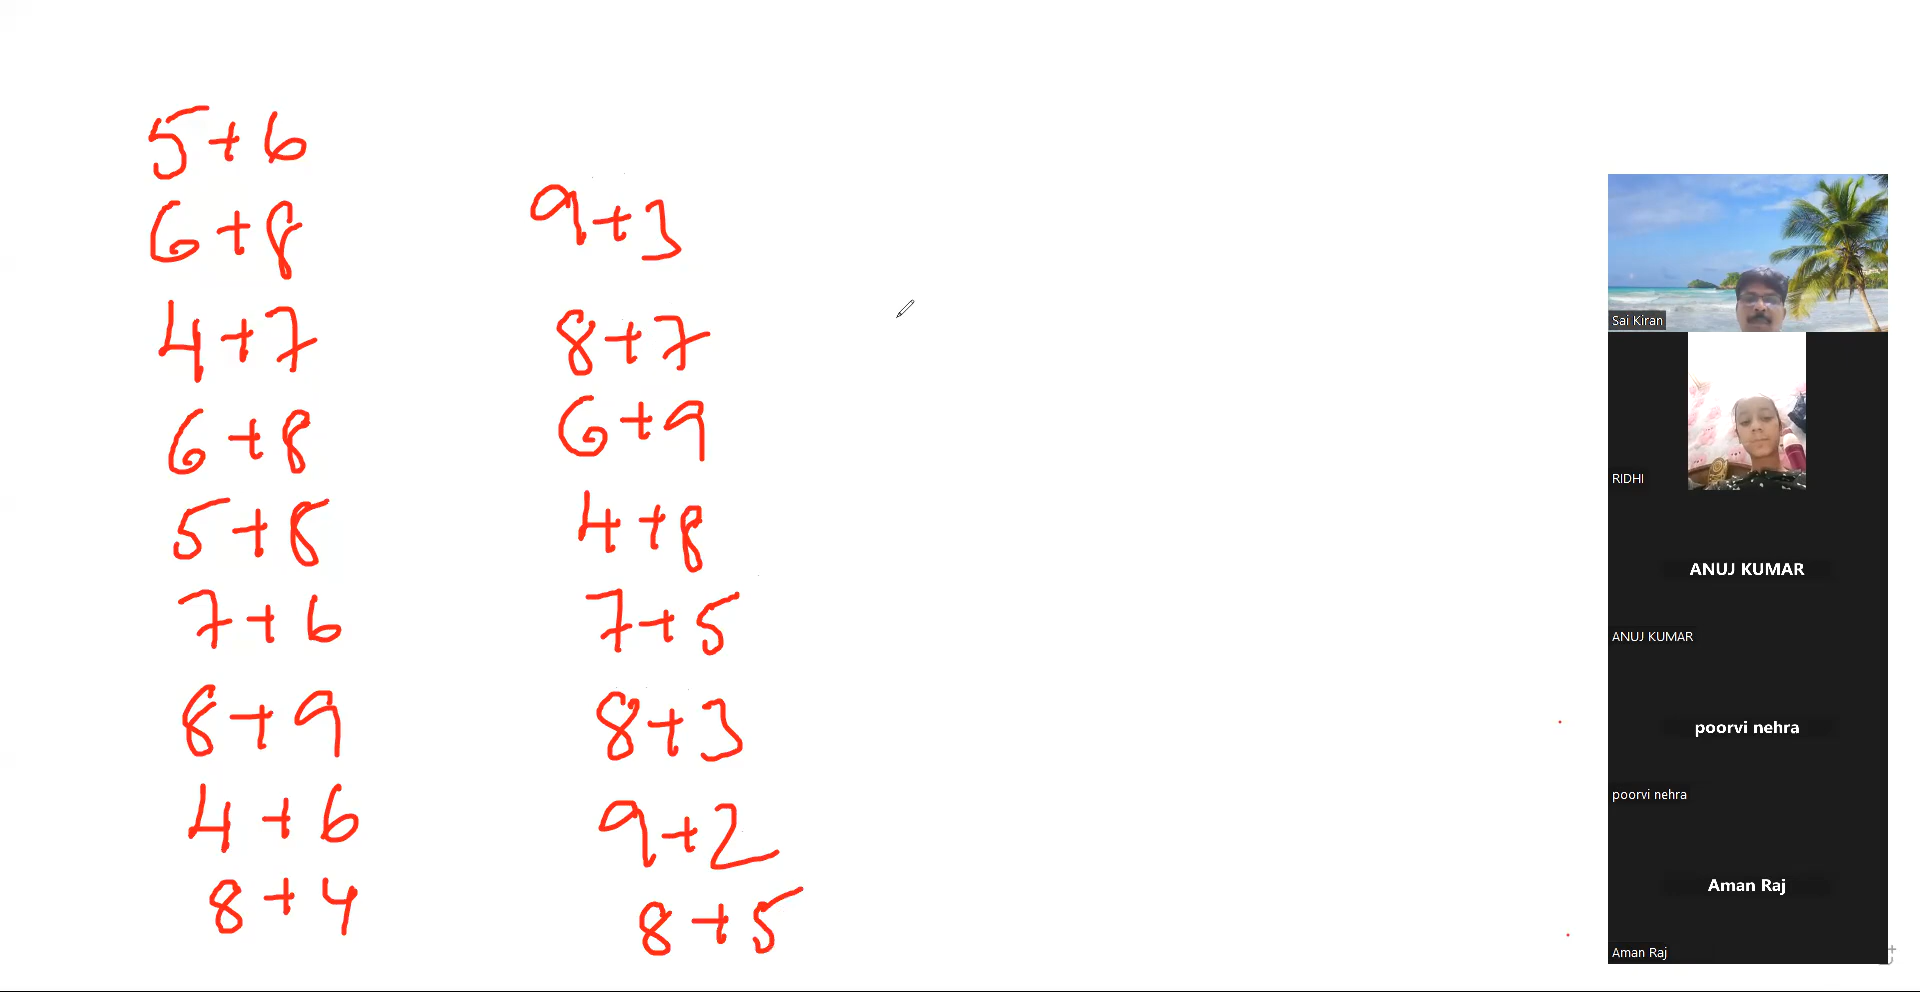 5+6
6+8
4+7
6+8
5+8
7+6
8+9
4+6
8+4
9+3
8+7
6+9
4+8
7+5
8+3
9+2
8+5
Sai Kiran
RIDHI
ANUJ KUMAR
ANUJ KUMAR
poorvi nehra
poorvi nehra
Aman Raj
Aman Raj